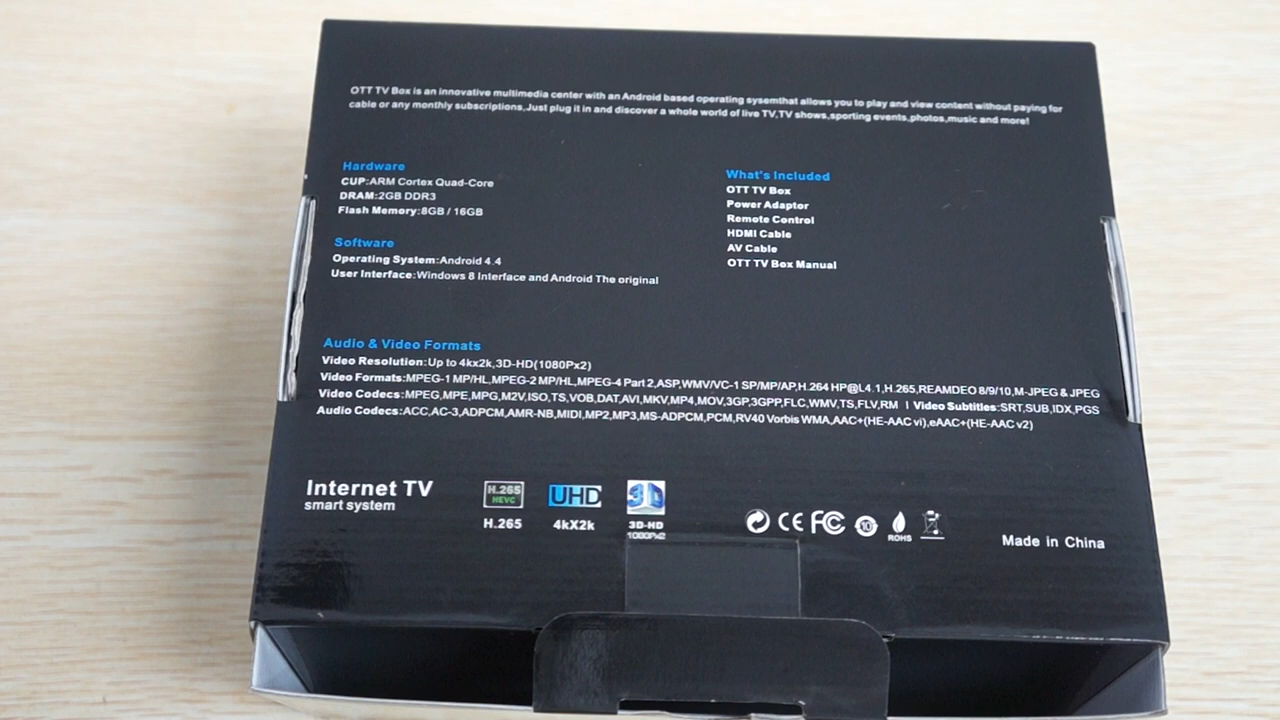 OTT TV Box is an innovative multimedia center with an Android based operating sysemthat allows you to play and view content without paying for
cable or any monthly subscriptions,Just plug it in and discover a whole world of live TV,TV shows,sporting events,photos,music and more!
Hardware
CUP:ARM Cortex Quad-Core
DRAM:2GB DDR3
Flash Memory:8GB / 16GB
Software
Operating System:Android 4.4
User Interface:Windows 8 Interface and Android The original
What's Included
OTT TV Box
Power Adaptor
Remote Control
HDMI Cable
AV Cable
OTT TV Box Manual
Audio & Video Formats
Video Resolution:Up to 4kx2k,3D-HD(1080Px2)
Video Formats:MPEG-1 MP/HL,MPEG-2 MP/HL,MPEG-4 Part 2,ASP,WMV/VC-1 SP/MP/AP,H.264 HP@L4.1,H.265,REAMDEO 8/9/10,M-JPEG & JPEG
Video Codecs:MPEG,MPE,MPG,M2V,ISO,TS,VOB,DAT,AVI,MKV,MP4,MOV,3GP,3GPP,FLC,WMV,TS,FLV,RM | Video Subtitles:SRT,SUB,IDX,PGS
Audio Codecs:ACC,AC-3,ADPCM,AMR-NB,MIDI,MP2,MP3,MS-ADPCM,PCM,RV40 Vorbis WMA,AAC+(HE-AAC vi),eAAC+(HE-AAC v2)
Internet TV
smart system
H.265
HEVC
H.265
UHD
4kX2k
3D
3D-HD
1080Px2
CE FC 10
ROHS
Made in China